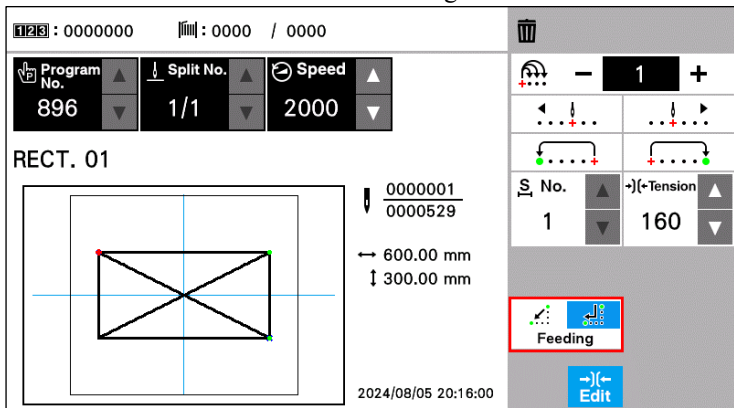 123 : 0000000 : 0000 / 0000
Program No. Split No. Speed
896 1/1 2000
1
RECT. 01
S No. +)(+Tension
1 160
0000001
0000529
600.00 mm
300.00 mm
Feeding
2024/08/05 20:16:00
Edit